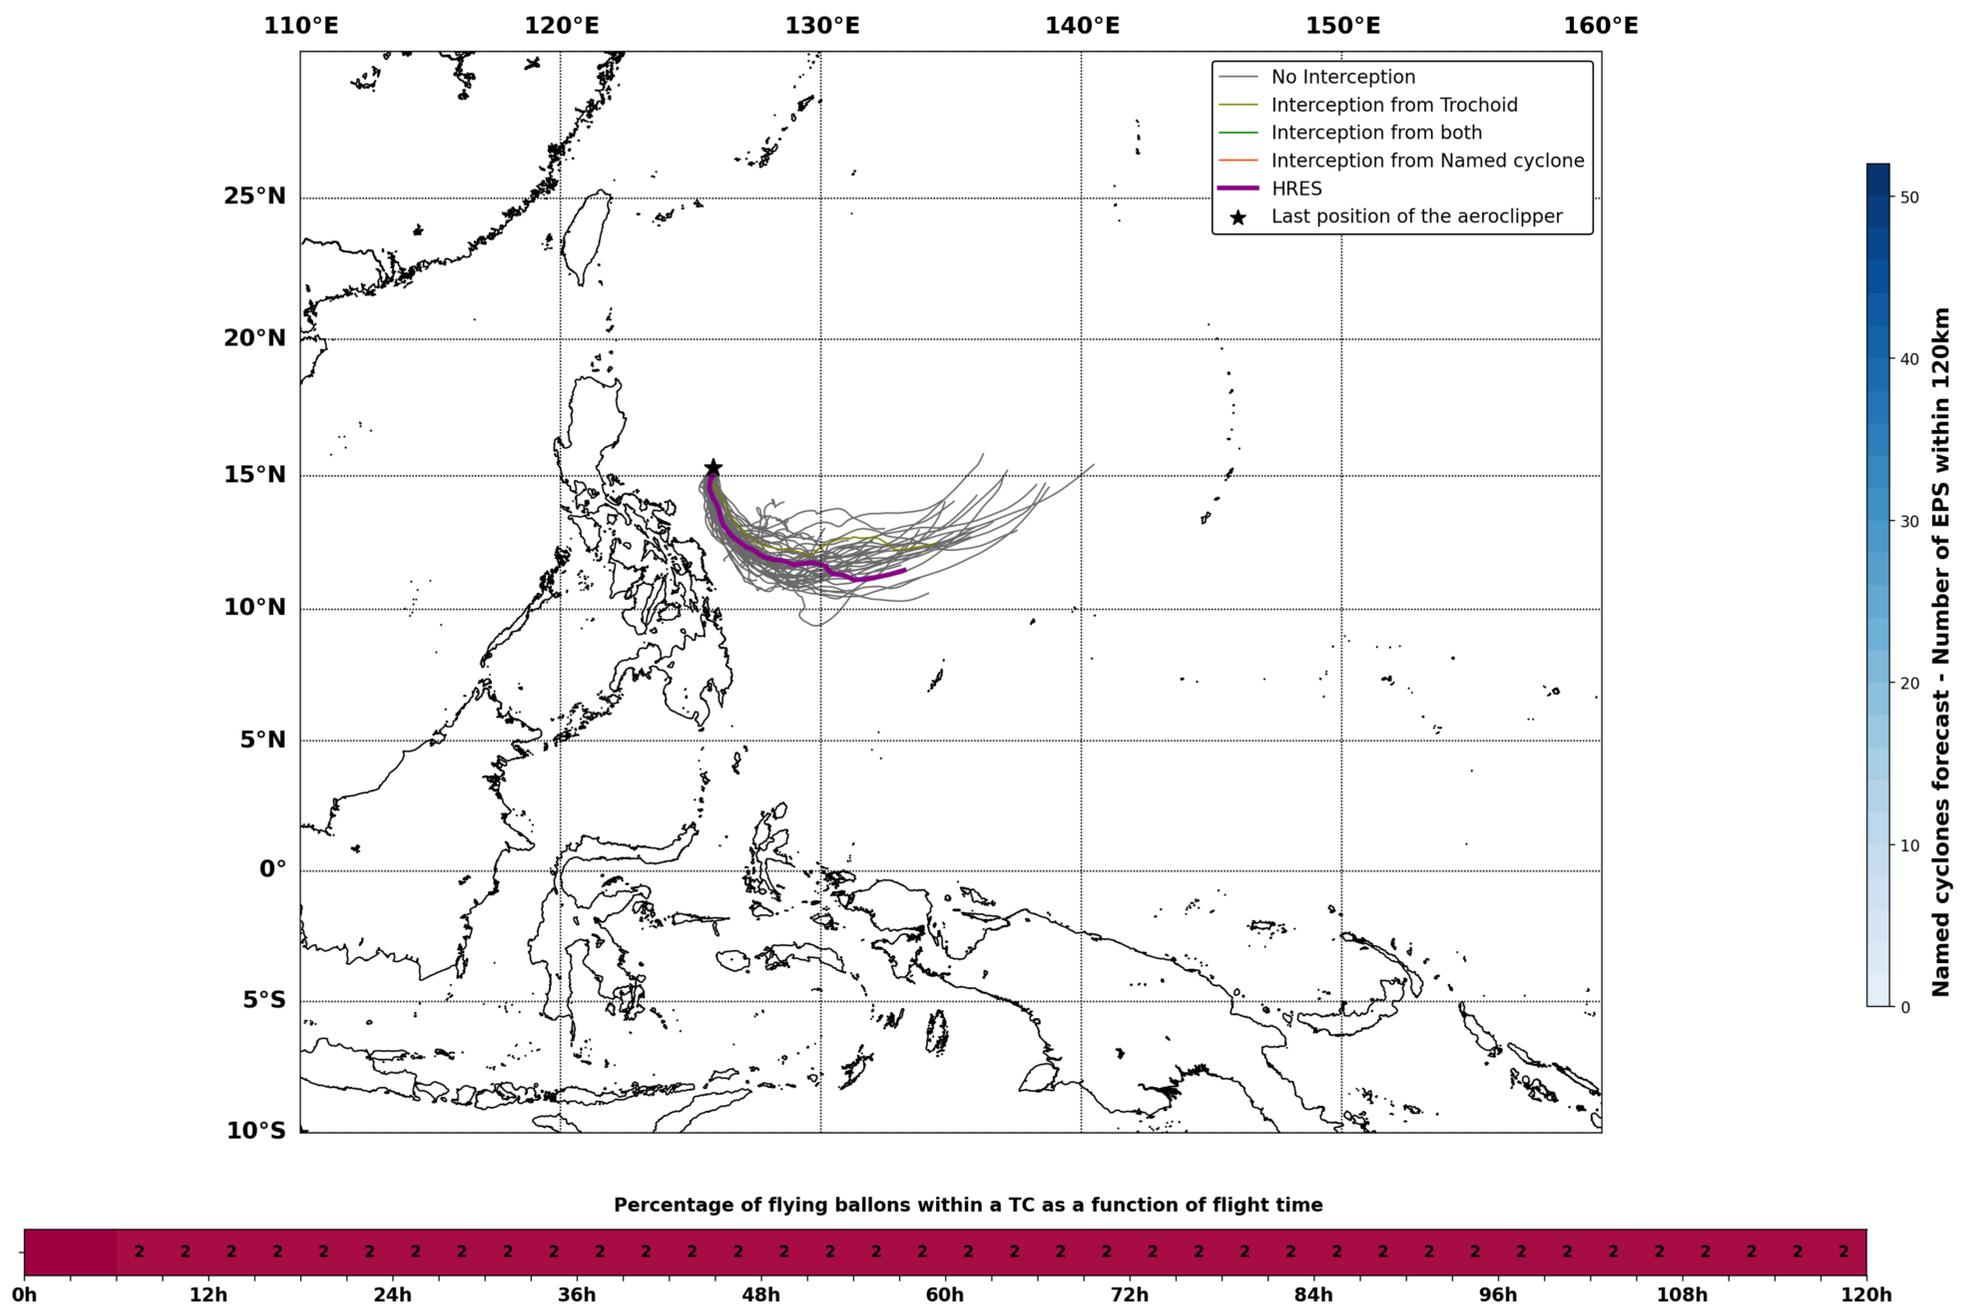 110°E 120°E 130°E 140°E 150°E 160°E
No Interception
Interception from Trochoid
Interception from both
Interception from Named cyclone
HRES
Last position of the aeroclipper
25°N
20°N
15°N
10°N
5°N
0°
5°S
10°S
50
40
30
20
10
0
Named cyclones forecast - Number of EPS within 120km
Percentage of flying ballons within a TC as a function of flight time
2 2 2 2 2 2 2 2 2 2 2 2 2 2 2 2 2 2 2 2 2 2 2 2 2 2 2 2 2 2 2 2 2 2 2 2 2 2
0h 12h 24h 36h 48h 60h 72h 84h 96h 108h 120h